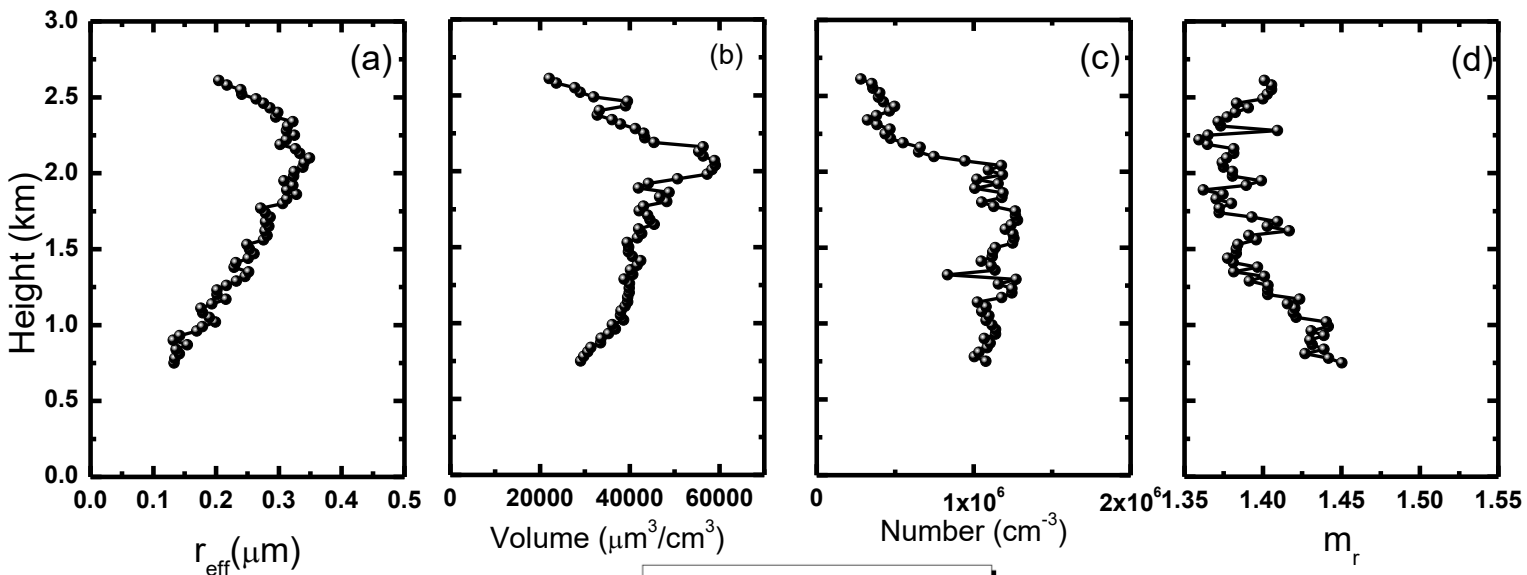 3.0
2.5
2.0
1.5
1.0
0.5
0.0
Height (km)
(a)
0.0 0.1 0.2 0.3 0.4 0.5
r_eff(μm)
(b)
0 20000 40000 60000
Volume (μm³/cm³)
(c)
0 1x10⁶ 2x10⁶
Number (cm⁻³)
(d)
1.35 1.40 1.45 1.50 1.55
m_r